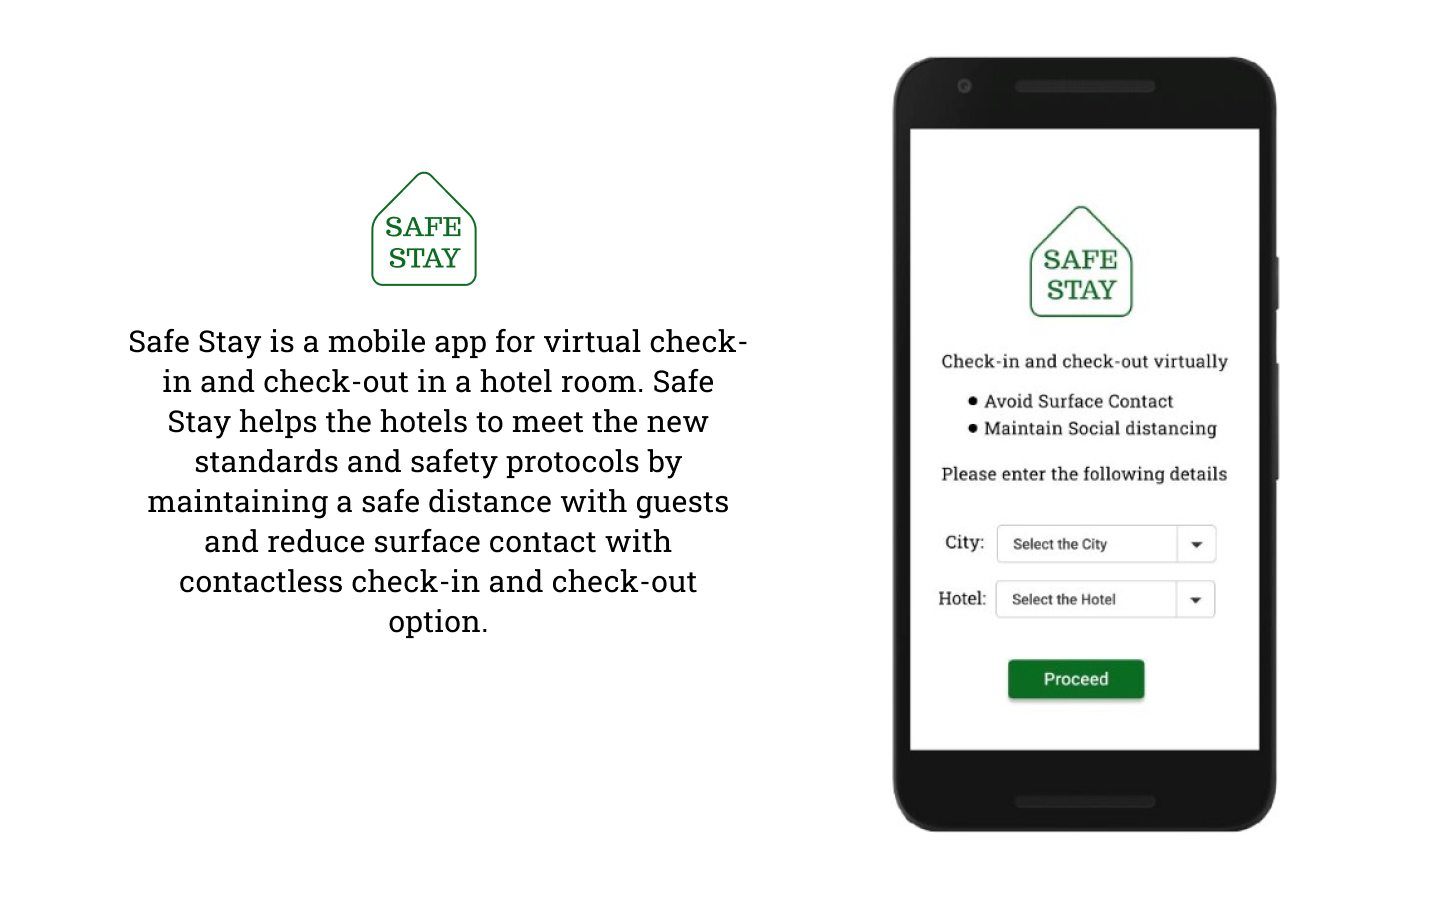 SAFE
STAY
Safe Stay is a mobile app for virtual check-
in and check-out in a hotel room. Safe
Stay helps the hotels to meet the new
standards and safety protocols by
maintaining a safe distance with guests
and reduce surface contact with
contactless check-in and check-out
option.
SAFE
STAY
Check-in and check-out virtually
● Avoid Surface Contact
● Maintain Social distancing
Please enter the following details
City: Select the City
Hotel: Select the Hotel
Proceed